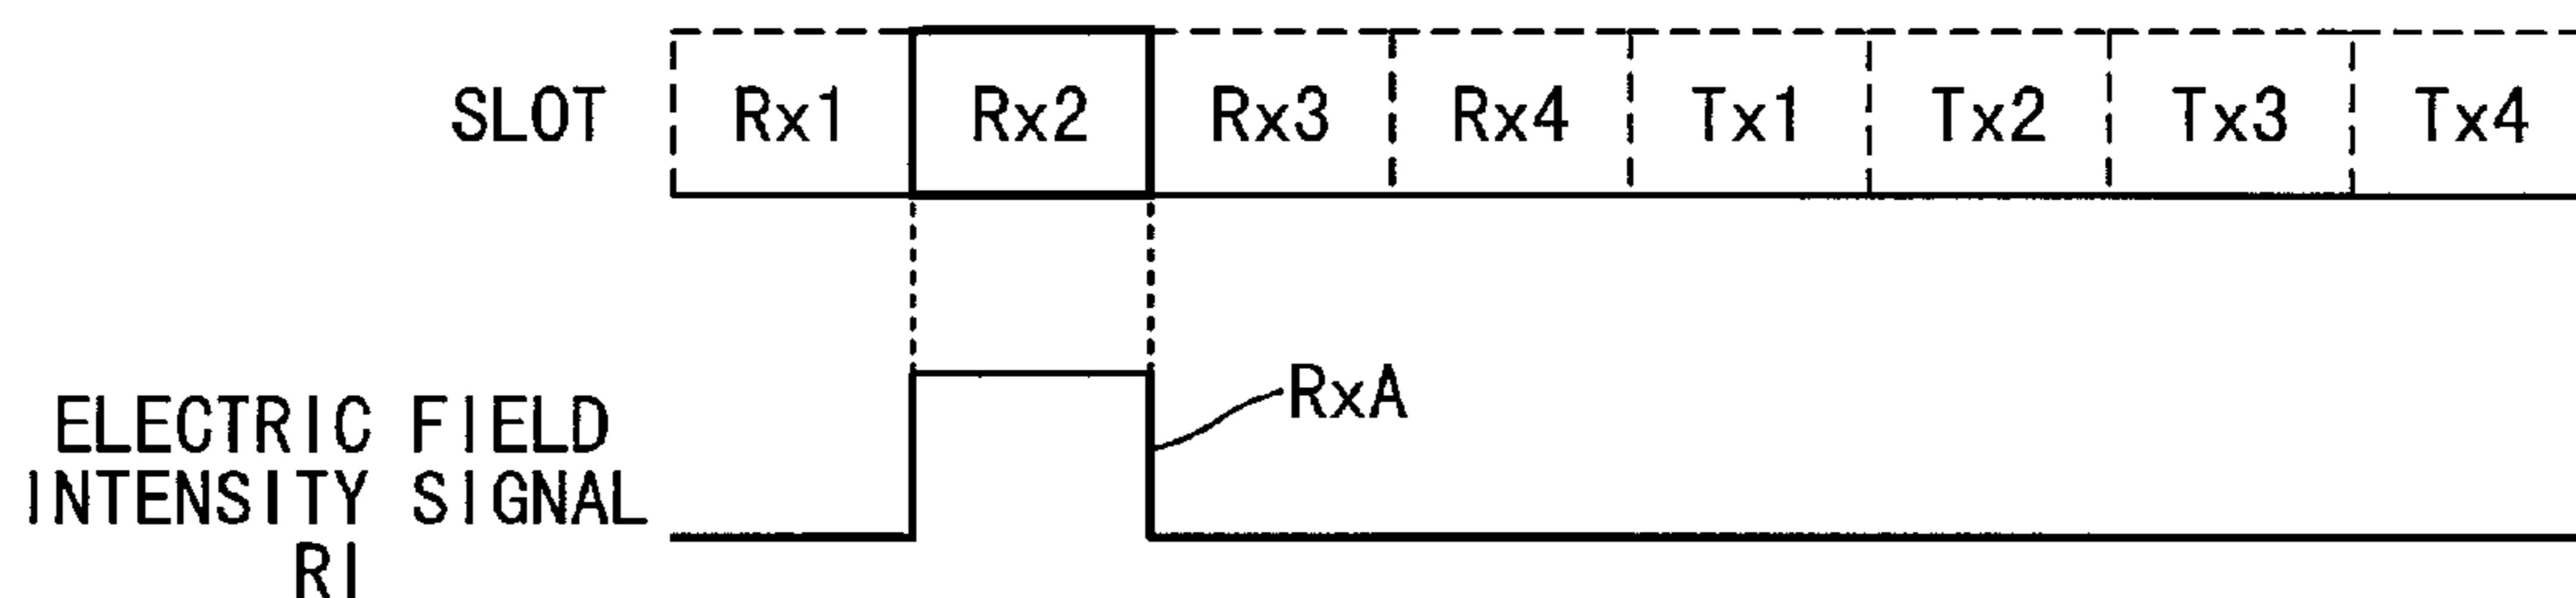 SLOT Rx1 Rx2 Rx3 Rx4 Tx1 Tx2 Tx3 Tx4
RxA
ELECTRIC FIELD
INTENSITY SIGNAL
RI